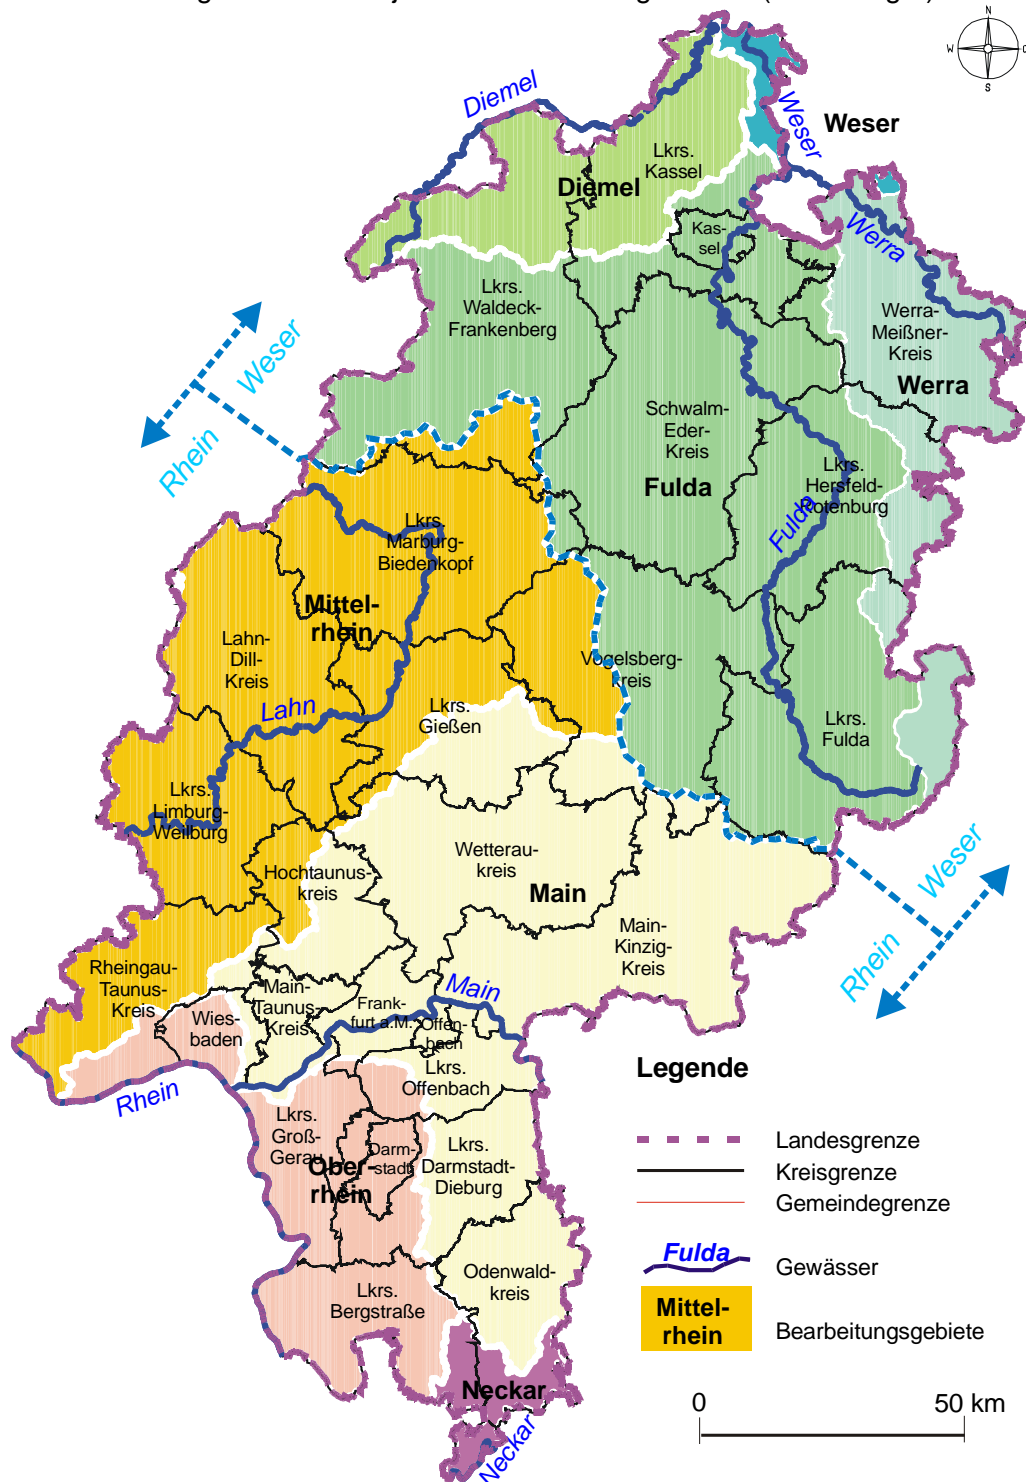 N
W
O
S
Diemel
Weser
Weser
Lkrs.
Kassel
Diemel
Kas-
sel
Werra
Lkrs.
Waldeck-
Frankenberg
Werra-
Meißner-
Kreis
Werra
Weser
Rhein
Schwalm-
Eder-
Kreis
Fulda
Lkrs.
Hersfeld-
Rotenburg
Fulda
Lkrs.
Marburg-
Biedenkopf
Mittel-
rhein
Lahn-
Dill-
Kreis
Vogelsberg-
kreis
Lahn
Lkrs.
Gießen
Lkrs.
Fulda
Lkrs.
Limburg-
Weilburg
Wetterau-
kreis
Hochtaunus-
kreis
Main
Weser
Rhein
Main-
Kinzig-
Kreis
Rheingau-
Taunus-
Kreis
Main-
Taunus-
Kreis
Main
Frank-
furt a.M.
Wies-
baden
Offen-
bach
Rhein
Lkrs.
Offenbach
Lkrs.
Groß-
Gerau
Darm-
stadt
Lkrs.
Darmstadt-
Dieburg
Ober-
rhein
Odenwald-
kreis
Lkrs.
Bergstraße
Neckar
Neckar
Legende
Landesgrenze
Kreisgrenze
Gemeindegrenze
Fulda
Gewässer
Mittel-
rhein
Bearbeitungsgebiete
0 50 km